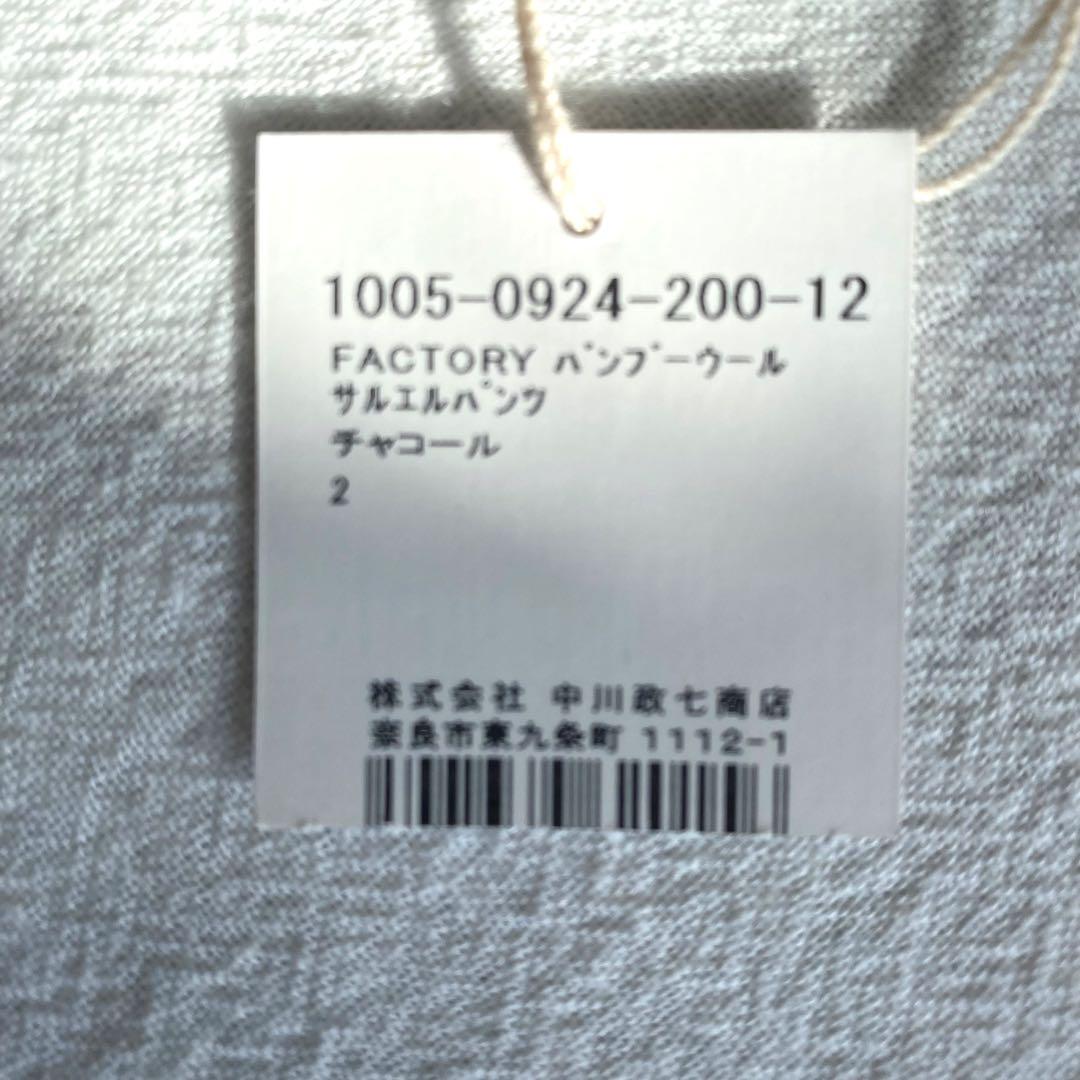 1005-0924-200-12
FACTORY バンブーウール
サルエルパンツ
チャコール
2
株式会社 中川政七商店
奈良市東九条町 1112-1